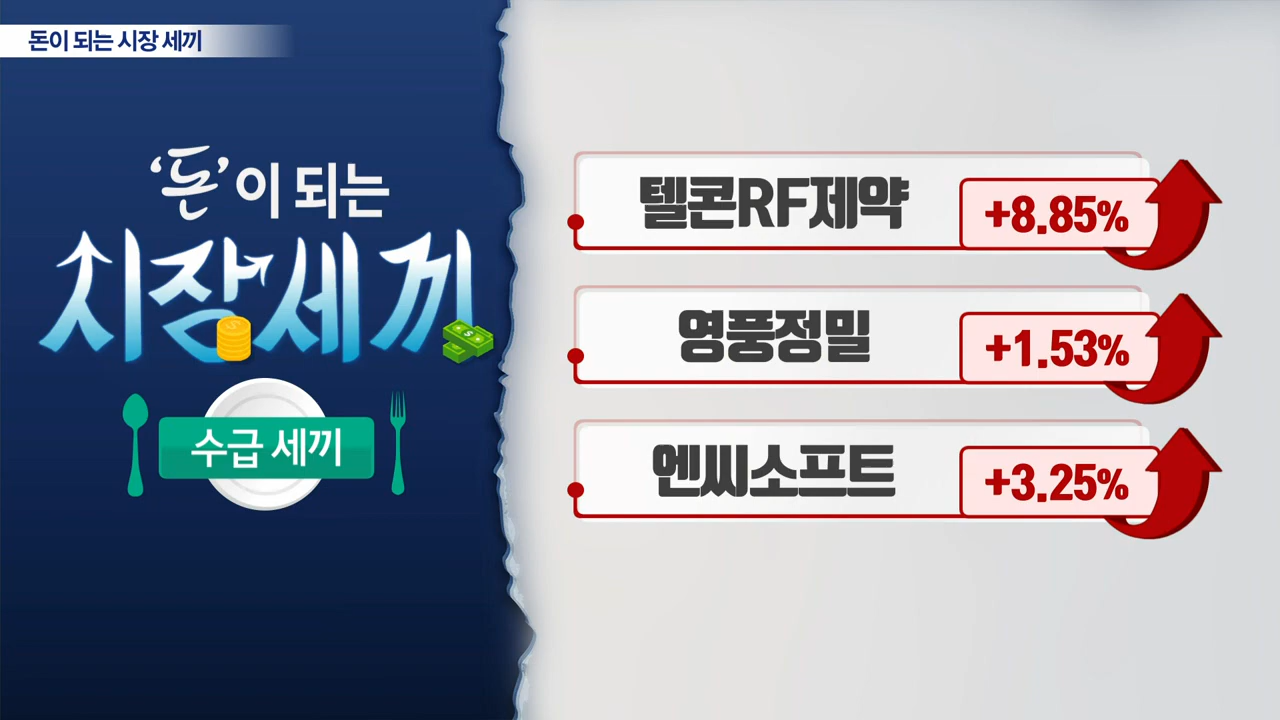 돈이 되는 시장 세끼
‘돈’이 되는
시장세끼
수급 세끼
텔콘RF제약
+8.85%
영풍정밀
+1.53%
엔씨소프트
+3.25%